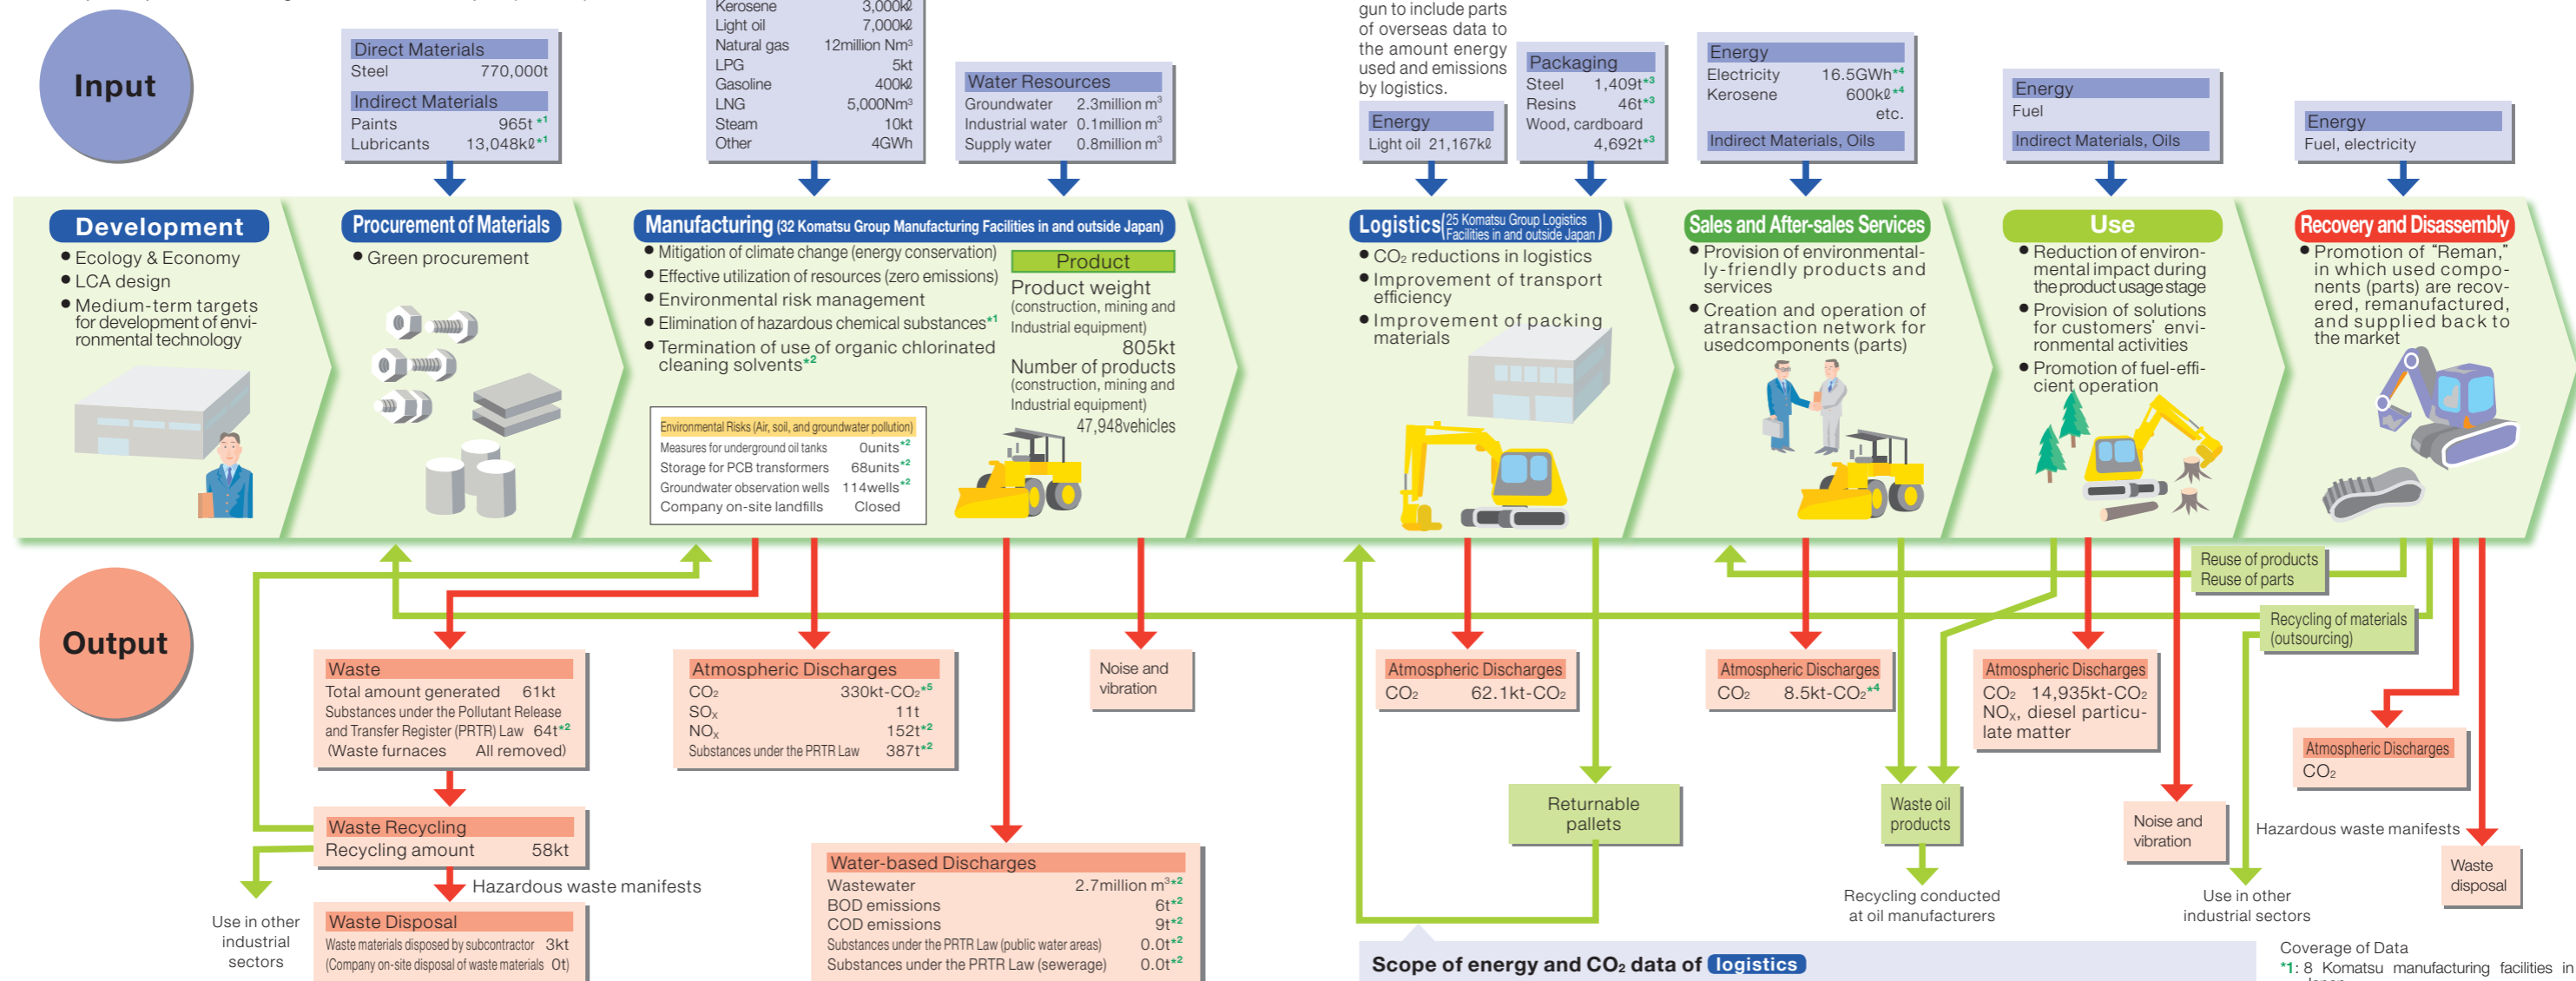 Input
Direct Materials
Steel 770,000t
Indirect Materials
Paints 965t *1
Lubricants 13,048kℓ*1
Kerosene 3,000kℓ
Light oil 7,000kℓ
Natural gas 12million Nm³
LPG 5kt
Gasoline 400kℓ
LNG 5,000Nm³
Steam 10kt
Other 4GWh
Water Resources
Groundwater 2.3million m³
Industrial water 0.1million m³
Supply water 0.8million m³
gun to include parts
of overseas data to
the amount energy
used and emissions
by logistics.
Energy
Light oil 21,167kℓ
Packaging
Steel 1,409t*3
Resins 46t*3
Wood, cardboard
4,692t*3
Energy
Electricity 16.5GWh*4
Kerosene 600kℓ*4
etc.
Indirect Materials, Oils
Energy
Fuel
Indirect Materials, Oils
Energy
Fuel, electricity
Development
• Ecology & Economy
• LCA design
• Medium-term targets
for development of envi-
ronmental technology
Procurement of Materials
• Green procurement
Manufacturing (32 Komatsu Group Manufacturing Facilities in and outside Japan)
• Mitigation of climate change (energy conservation)
• Effective utilization of resources (zero emissions)
• Environmental risk management
• Elimination of hazardous chemical substances*1
• Termination of use of organic chlorinated
cleaning solvents*2
Environmental Risks (Air, soil, and groundwater pollution)
Measures for underground oil tanks 0units*2
Storage for PCB transformers 68units*2
Groundwater observation wells 114wells*2
Company on-site landfills Closed
Product
Product weight
(construction, mining and
Industrial equipment)
805kt
Number of products
(construction, mining and
Industrial equipment)
47,948vehicles
Logistics (25 Komatsu Group Logistics
Facilities in and outside Japan)
• CO₂ reductions in logistics
• Improvement of transport
efficiency
• Improvement of packing
materials
Sales and After-sales Services
• Provision of environmental-
ly-friendly products and
services
• Creation and operation of
atransaction network for
usedcomponents (parts)
Use
• Reduction of environ-
mental impact during
the product usage stage
• Provision of solutions
for customers' envi-
ronmental activities
• Promotion of fuel-effi-
cient operation
Recovery and Disassembly
• Promotion of “Reman,”
in which used compo-
nents (parts) are recov-
ered, remanufactured,
and supplied back to
the market
Output
Reuse of products
Reuse of parts
Recycling of materials
(outsourcing)
Waste
Total amount generated 61kt
Substances under the Pollutant Release
and Transfer Register (PRTR) Law 64t*2
(Waste furnaces All removed)
Waste Recycling
Recycling amount 58kt
Hazardous waste manifests
Waste Disposal
Waste materials disposed by subcontractor 3kt
(Company on-site disposal of waste materials 0t)
Use in other
industrial
sectors
Atmospheric Discharges
CO₂ 330kt-CO₂*5
SOx 11t
NOx 152t*2
Substances under the PRTR Law 387t*2
Water-based Discharges
Wastewater 2.7million m³*2
BOD emissions 6t*2
COD emissions 9t*2
Substances under the PRTR Law (public water areas) 0.0t*2
Substances under the PRTR Law (sewerage) 0.0t*2
Noise and
vibration
Atmospheric Discharges
CO₂ 62.1kt-CO₂
Returnable
pallets
Atmospheric Discharges
CO₂ 8.5kt-CO₂*4
Waste oil
products
Recycling conducted
at oil manufacturers
Atmospheric Discharges
CO₂ 14,935kt-CO₂
NOx, diesel particu-
late matter
Noise and
vibration
Use in other
industrial sectors
Atmospheric Discharges
CO₂
Hazardous waste manifests
Waste
disposal
Scope of energy and CO₂ data of logistics
Coverage of Data
*1: 8 Komatsu manufacturing facilities in